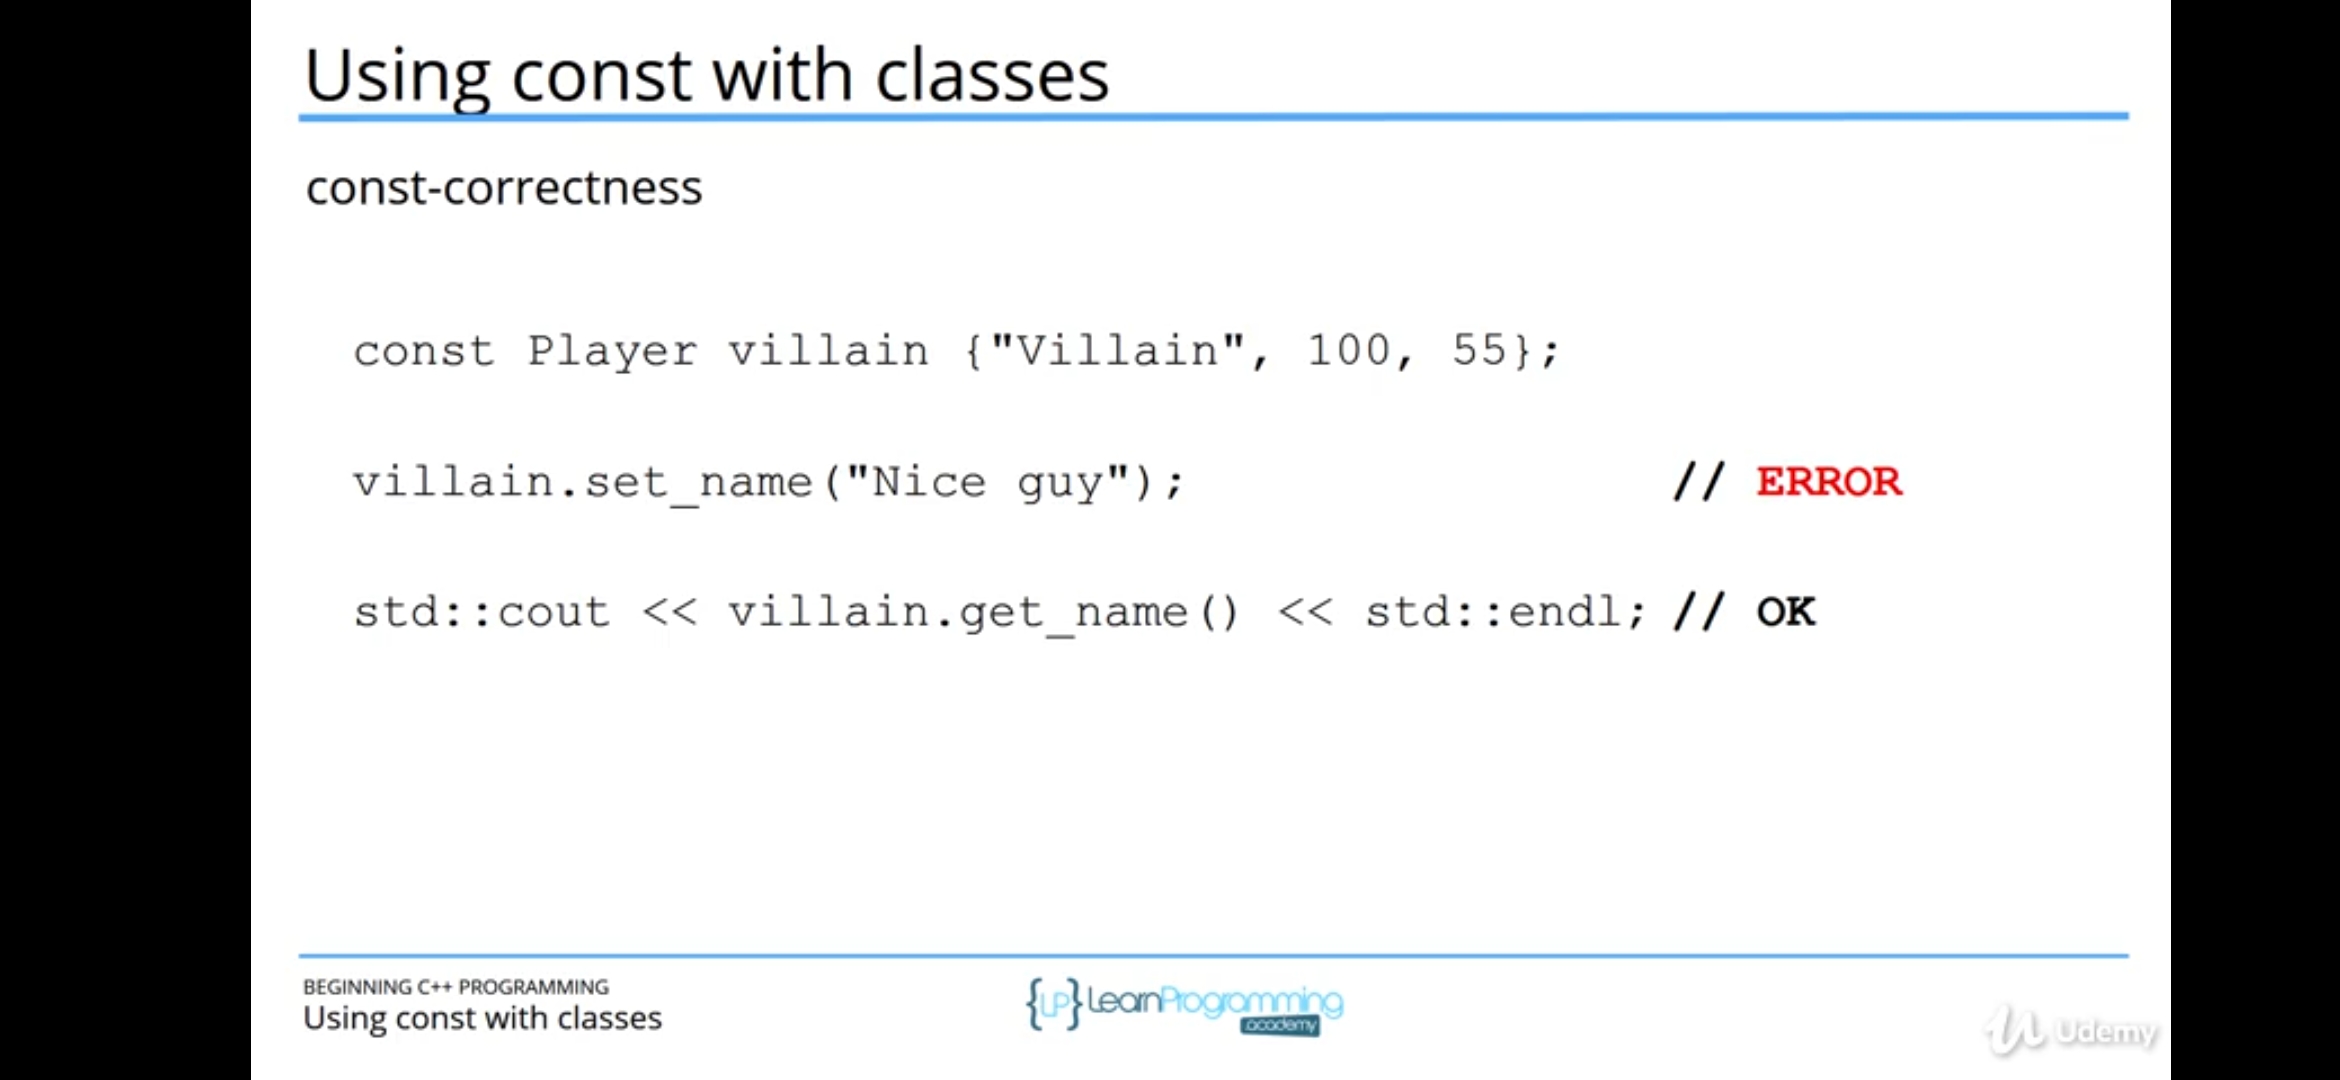 Using const with classes
const-correctness
const Player villain {"Villain", 100, 55};
villain.set_name("Nice guy"); // ERROR
std::cout << villain.get_name() << std::endl; // OK
BEGINNING C++ PROGRAMMING
Using const with classes
{LP} LearnProgramming
academy
Udemy